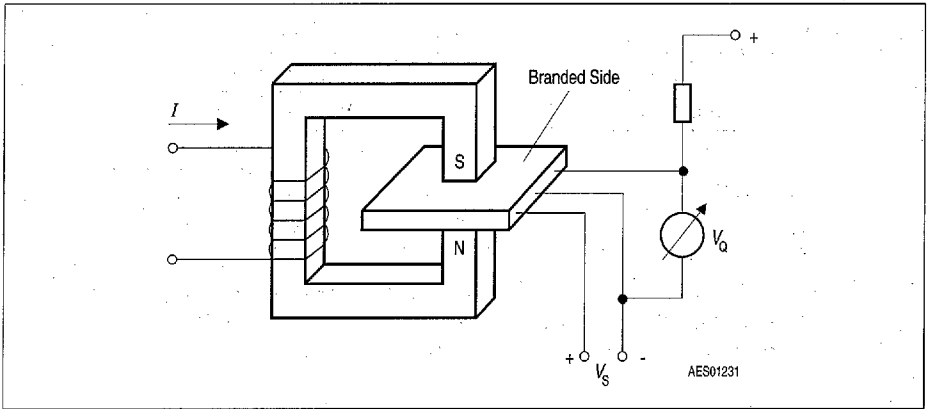 +
Branded Side
I
S
N
V_Q
+ V_S -
AES01231